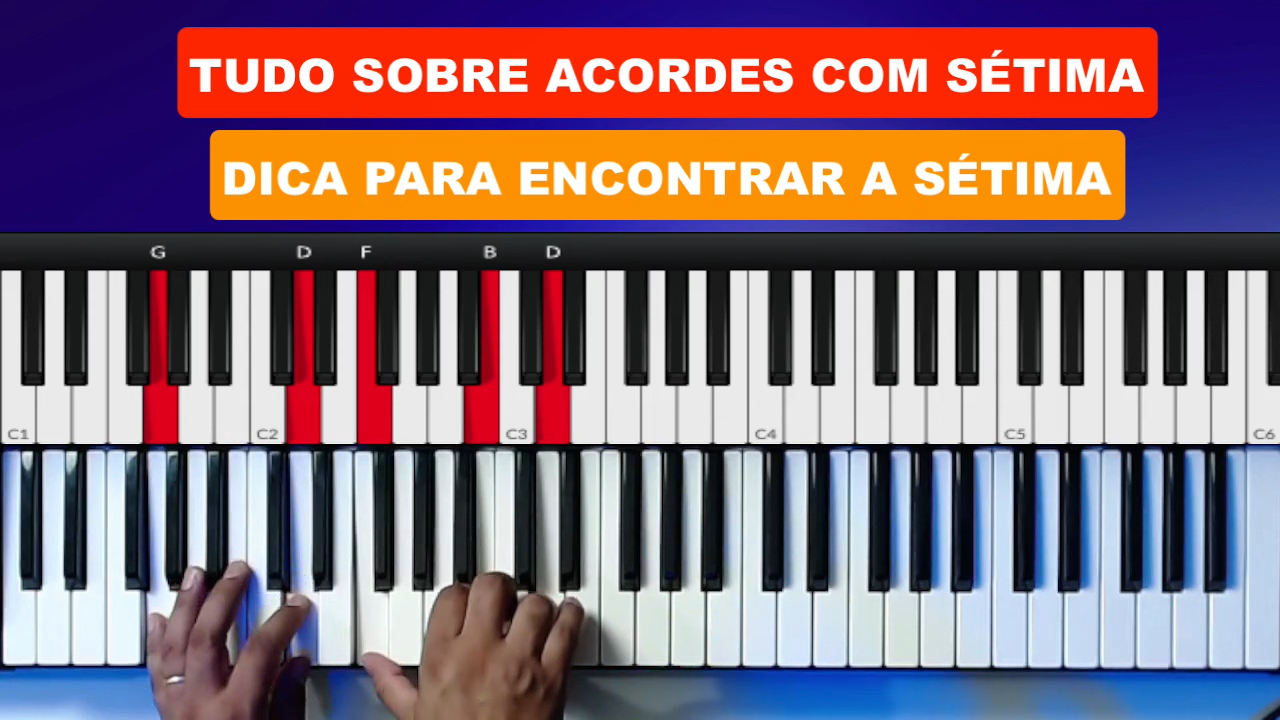 TUDO SOBRE ACORDES COM SÉTIMA
DICA PARA ENCONTRAR A SÉTIMA
G D F B D
C1 C2 C3 C4 C5 C6